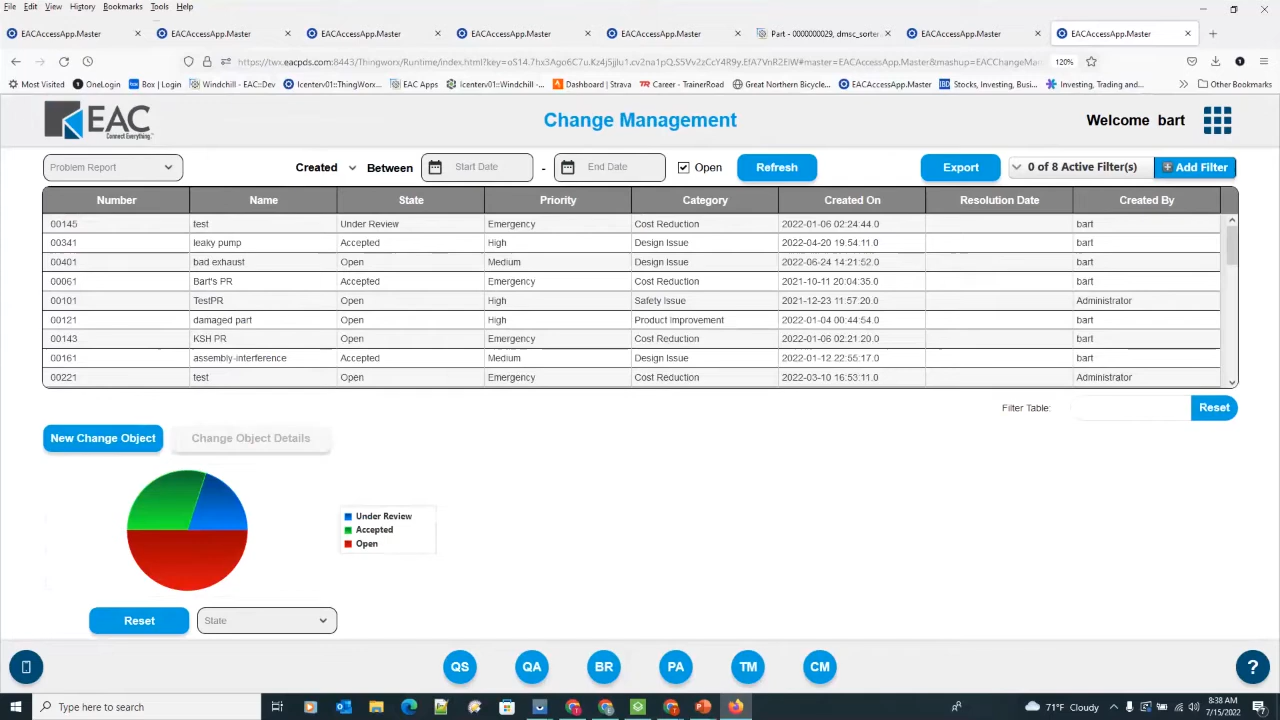 File Edit View History Bookmarks Tools Help
EACAccessApp.Master EACAccessApp.Master EACAccessApp.Master EACAccessApp.Master EACAccessApp.Master Part - 0000000029, dmsc_sorter EACAccessApp.Master EACAccessApp.Master
120%
Most Visited OneLogin Box | Login Windchill - EAC::Dev Icenterv01::ThingWor... EAC Apps Icenterv01::Windchill -... Dashboard | Strava Career - TrainerRoad Great Northern Bicycle... EACAccessApp.Master Stocks, Investing, Busi... Investing, Trading and... Other Bookmarks
EAC
Connect Everything.
Change Management
Welcome bart
Problem Report Created Between Start Date - End Date Open Refresh Export 0 of 8 Active Filter(s) Add Filter
Number Name State Priority Category Created On Resolution Date Created By
00145 test Under Review Emergency Cost Reduction 2022-01-06 02:24:44.0 bart
00341 leaky pump Accepted High Design Issue 2022-04-20 19:54:11.0 bart
00401 bad exhaust Open Medium Design Issue 2022-06-24 14:21:52.0 bart
00061 Bart's PR Accepted Emergency Cost Reduction 2021-10-11 20:04:35.0 bart
00101 TestPR Open High Safety Issue 2021-12-23 11:57:20.0 Administrator
00121 damaged part Open High Product Improvement 2022-01-04 00:44:54.0 bart
00143 KSH PR Open Emergency Cost Reduction 2022-01-06 02:21:20.0 bart
00161 assembly-interference Accepted Medium Design Issue 2022-01-12 22:55:17.0 bart
00221 test Open Emergency Cost Reduction 2022-03-10 16:53:11.0 Administrator
Filter Table: Reset
New Change Object Change Object Details
Under Review
Accepted
Open
Reset State
QS QA BR PA TM CM ?
Type here to search 71°F Cloudy 8:38 AM
7/15/2022